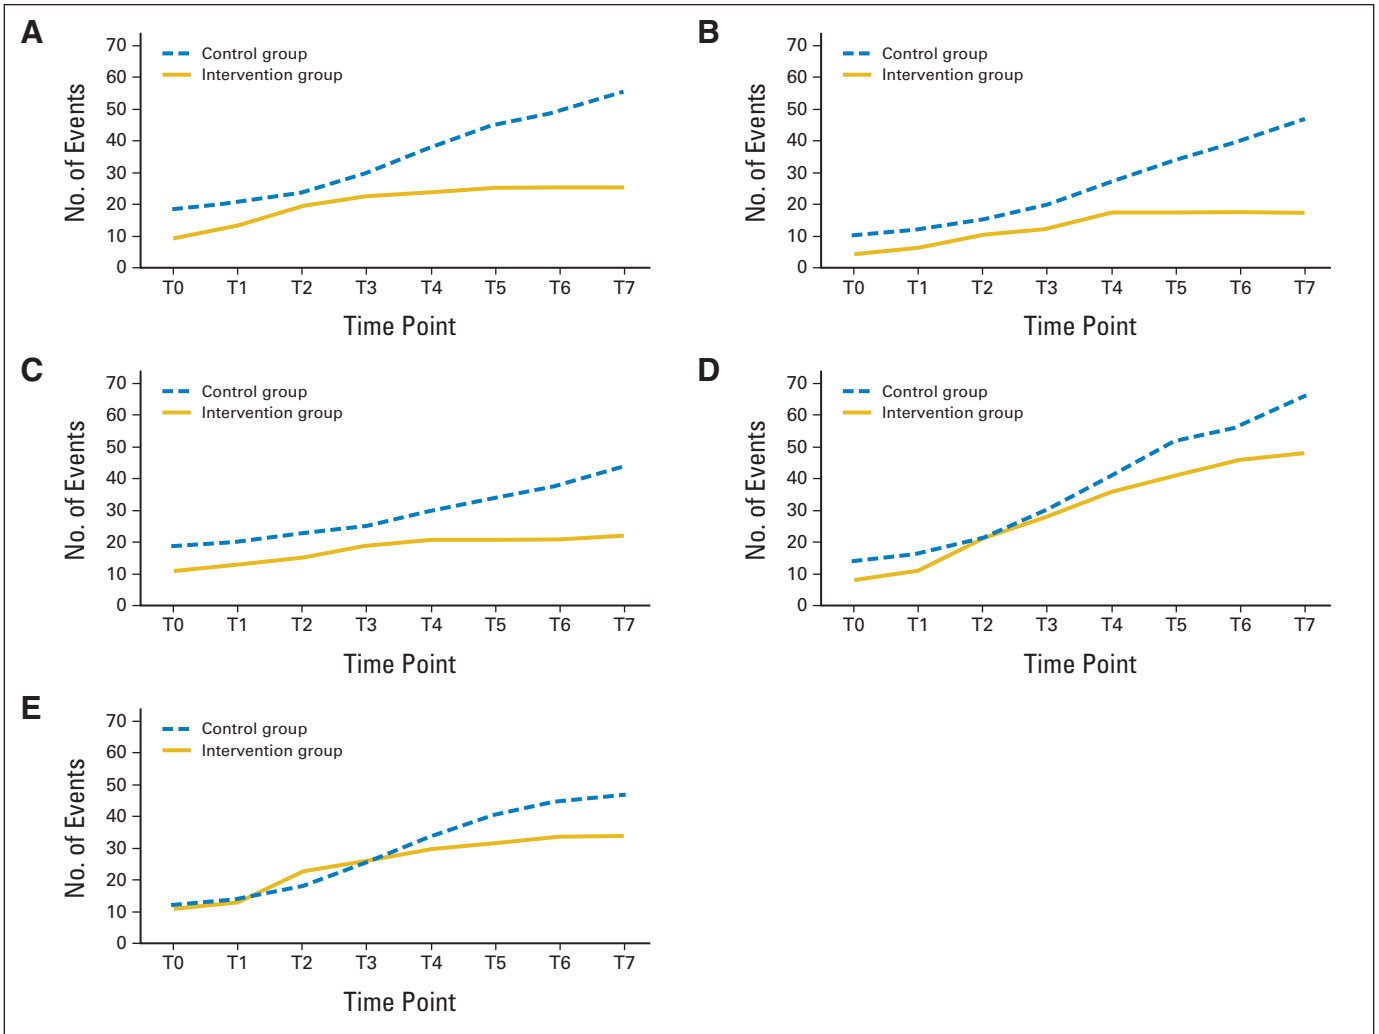 A
No. of Events
70
60
50
40
30
20
10
0
Control group
Intervention group
T0 T1 T2 T3 T4 T5 T6 T7
Time Point
B
No. of Events
70
60
50
40
30
20
10
0
Control group
Intervention group
T0 T1 T2 T3 T4 T5 T6 T7
Time Point
C
No. of Events
70
60
50
40
30
20
10
0
Control group
Intervention group
T0 T1 T2 T3 T4 T5 T6 T7
Time Point
D
No. of Events
70
60
50
40
30
20
10
0
Control group
Intervention group
T0 T1 T2 T3 T4 T5 T6 T7
Time Point
E
No. of Events
70
60
50
40
30
20
10
0
Control group
Intervention group
T0 T1 T2 T3 T4 T5 T6 T7
Time Point